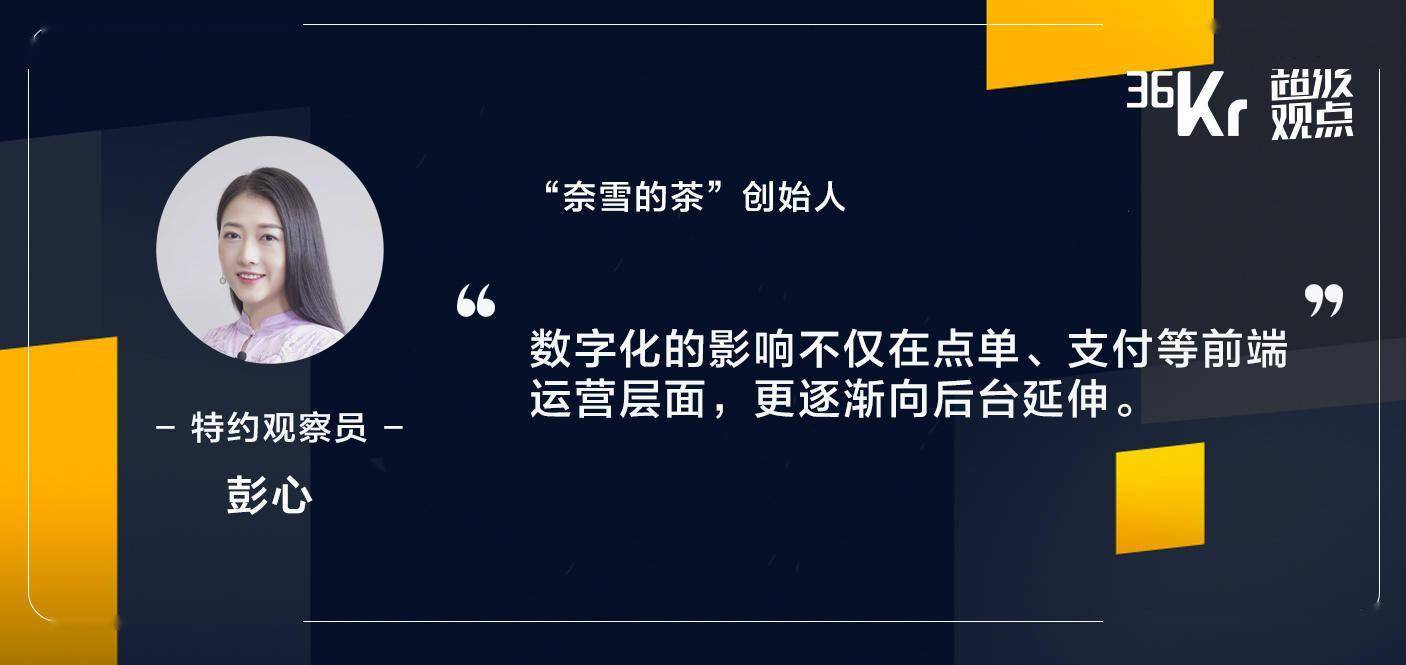 36Kr 超级观点
“奈雪的茶”创始人
“
数字化的影响不仅在点单、支付等前端
运营层面，更逐渐向后台延伸。
”
– 特约观察员 –
彭心